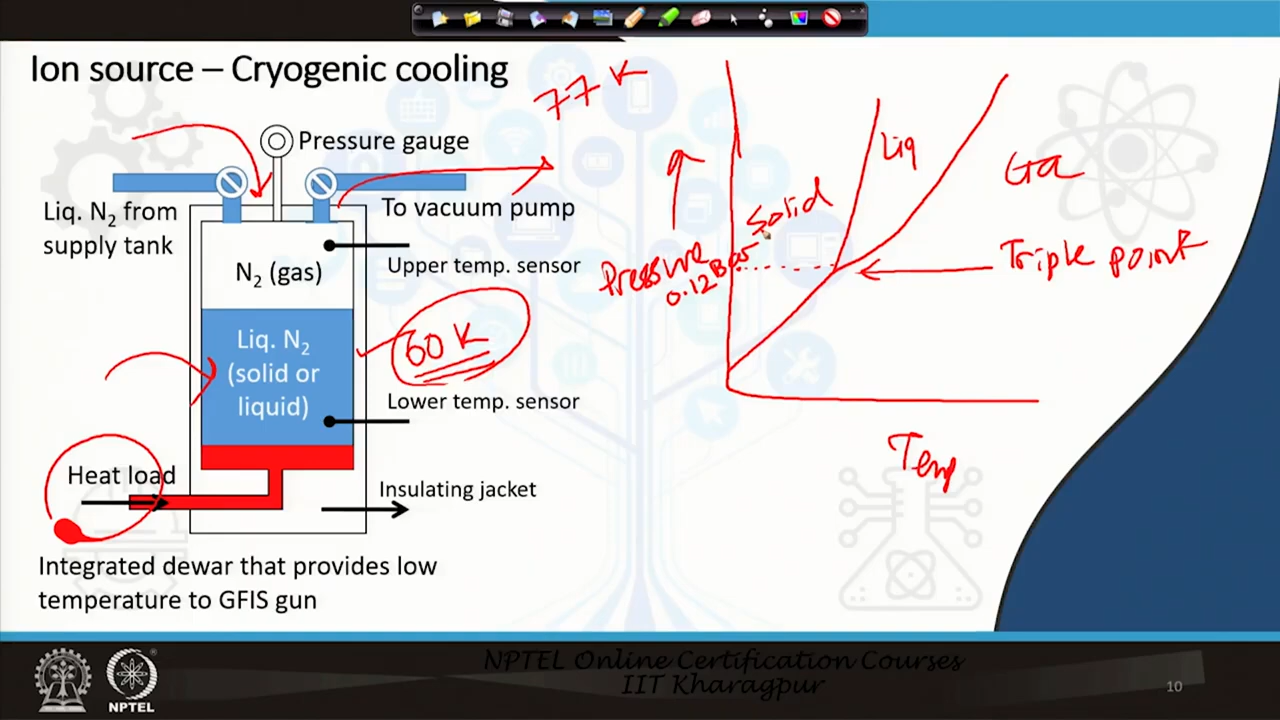 Ion source – Cryogenic cooling
77 K
Pressure gauge
Liq. N2 from
supply tank
To vacuum pump
Upper temp. sensor
N2 (gas)
Liq. N2
(solid or
liquid)
60 K
Lower temp. sensor
Heat load
Insulating jacket
Integrated dewar that provides low
temperature to GFIS gun
Pressure
0.12 Bar
Solid
Liq
Ga
Triple point
Temp
NPTEL Online Certification Courses
IIT Kharagpur
NPTEL
10